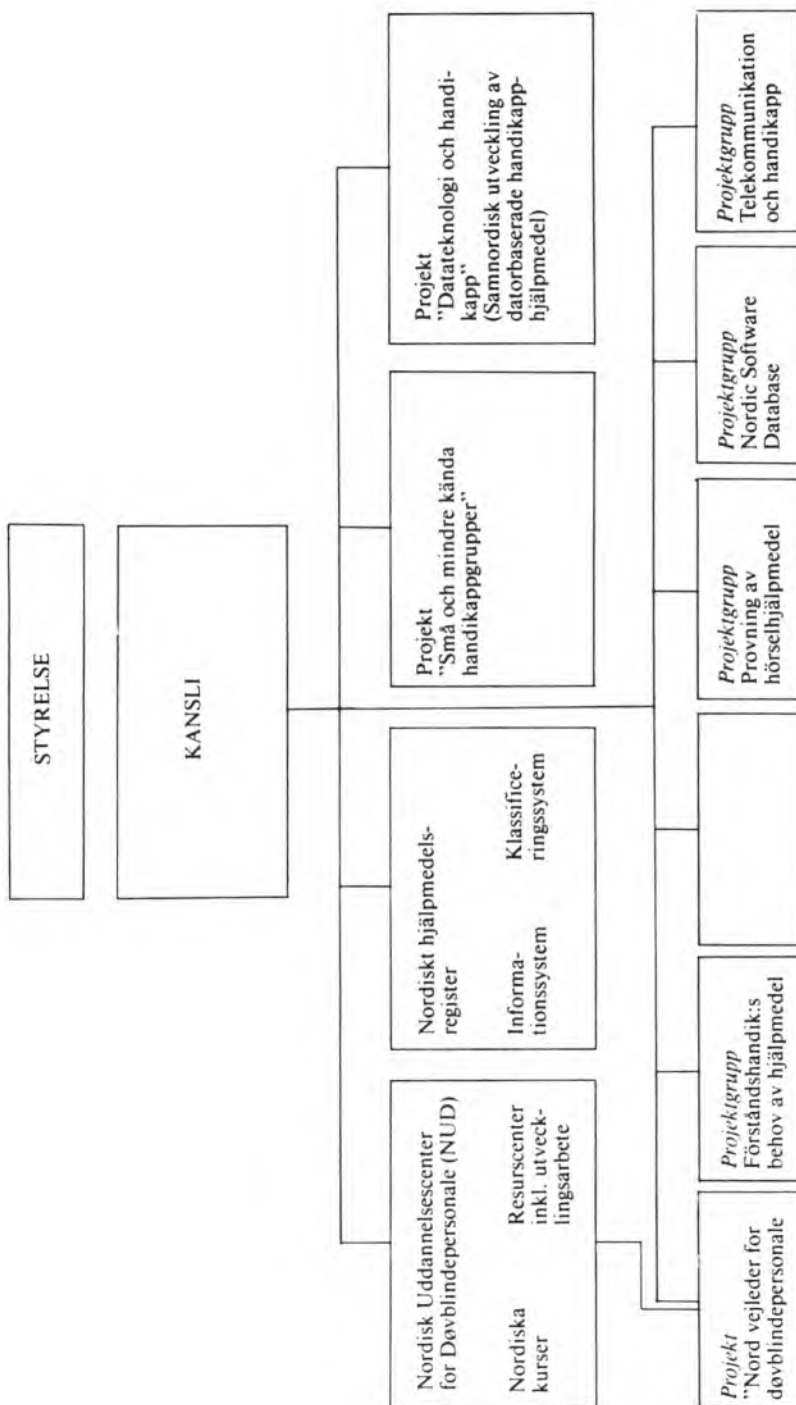 STYRELSE
KANSLI
Nordisk Uddannelsescenter
for Døvblindepersonale (NUD)
Nordiska
kurser
Resurscenter
inkl. utveck-
lingsarbete
Nordiskt hjälpmedels-
register
Informa-
tionssystem
Klassifice-
ringssystem
Projekt
"Små och mindre kända
handikappgrupper"
Projekt
"Datateknologi och handi-
kapp"
(Samnordisk utveckling av
datorbaserade handikapp-
hjälpmedel)
Projekt
"Nord vejleder for
døvblindepersonale
Projektgrupp
Förståndshandik:s
behov av hjälpmedel
Projektgrupp
Provning av
hörselhjälpmedel
Projektgrupp
Nordic Software
Database
Projektgrupp
Telekommunikation
och handikapp